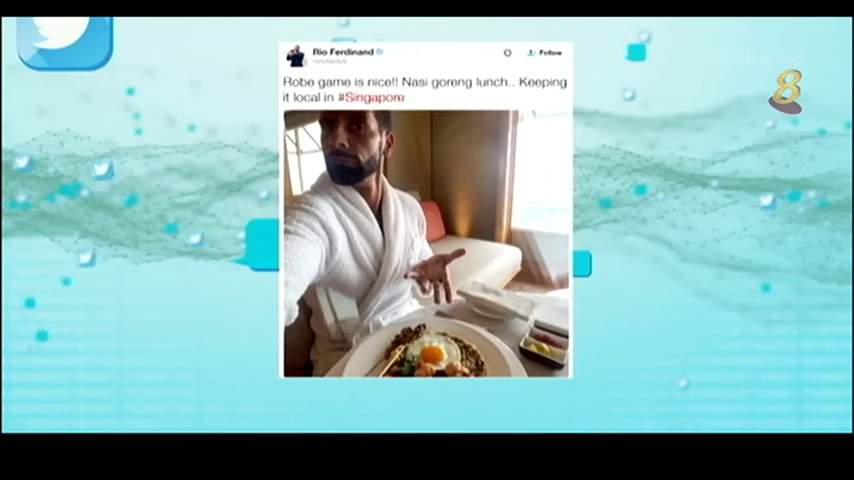 Rio Ferdinand
Follow
Robe game is nice!! Nasi goreng lunch.. Keeping
it local in #Singapore
8